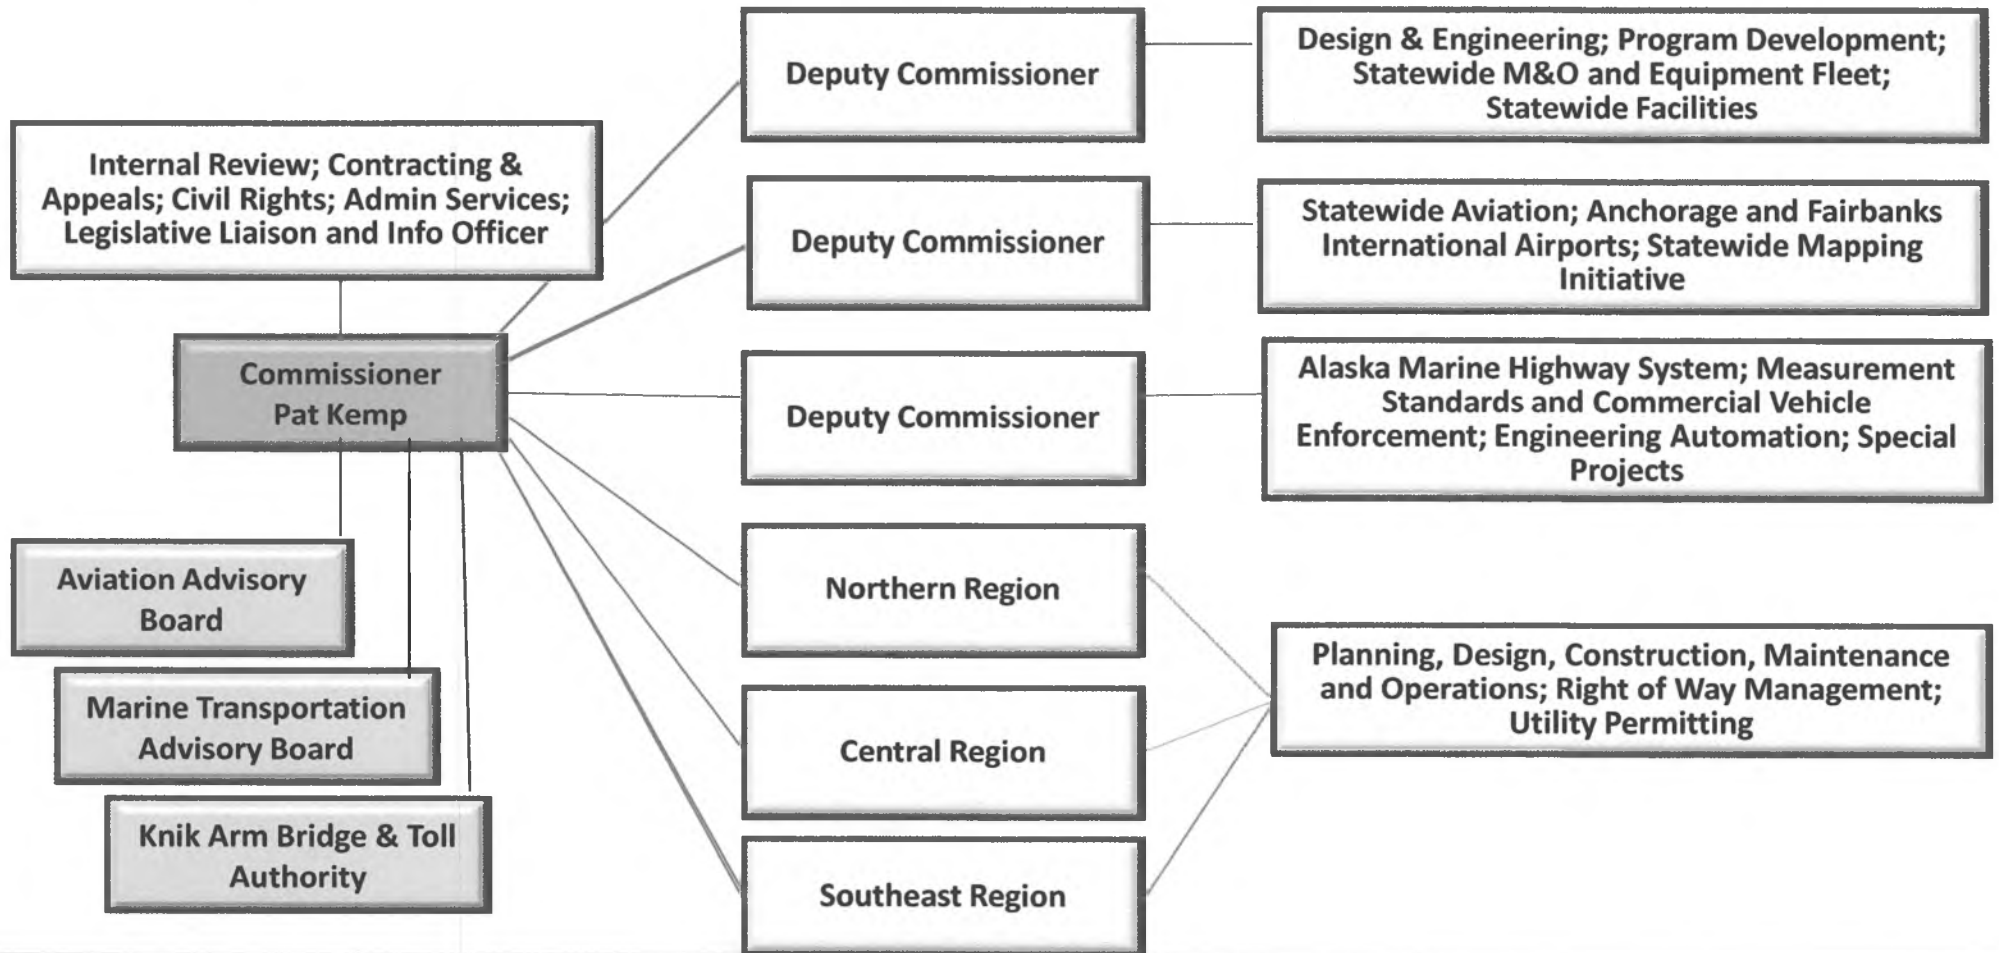 Internal Review; Contracting &
Appeals; Civil Rights; Admin Services;
Legislative Liaison and Info Officer
Commissioner
Pat Kemp
Aviation Advisory
Board
Marine Transportation
Advisory Board
Knik Arm Bridge & Toll
Authority
Deputy Commissioner
Design & Engineering; Program Development;
Statewide M&O and Equipment Fleet;
Statewide Facilities
Deputy Commissioner
Statewide Aviation; Anchorage and Fairbanks
International Airports; Statewide Mapping
Initiative
Deputy Commissioner
Alaska Marine Highway System; Measurement
Standards and Commercial Vehicle
Enforcement; Engineering Automation; Special
Projects
Northern Region
Central Region
Southeast Region
Planning, Design, Construction, Maintenance
and Operations; Right of Way Management;
Utility Permitting